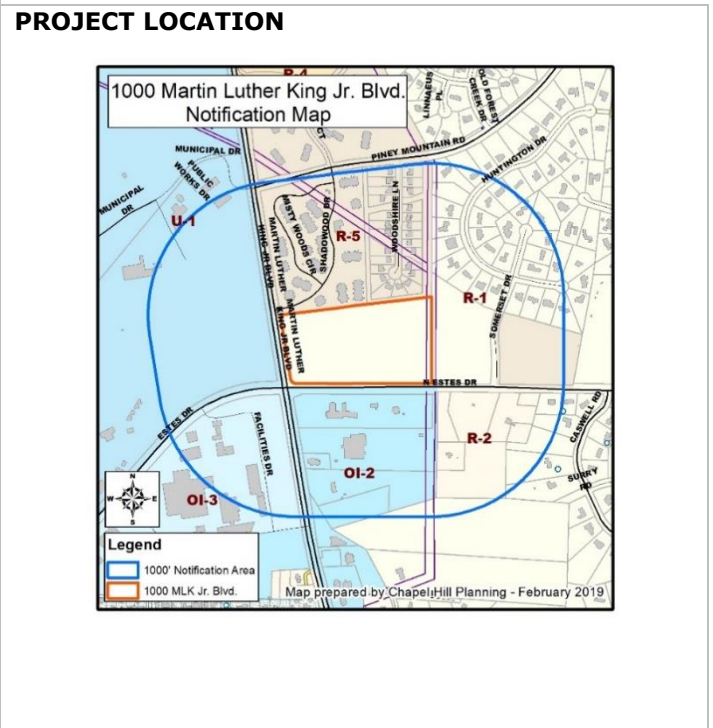 PROJECT LOCATION
1000 Martin Luther King Jr. Blvd.
Notification Map
R-4
CT
LINNAEUS
PL
OLD FOREST
CREEK DR
MUNICIPAL DR
PINEY MOUNTAIN RD
HUNTINGTON DR
PUBLIC
WORKS DR
MUNICIPAL
DR
U-1
MISTY WOODS CIR
SHADOWOOD DR
R-5
WOODSHIRE LN
MARTIN LUTHER
KING JR BLVD
R-1
SOMERSET DR
MARTIN LUTHER
KING JR BLVD
N ESTES DR
ESTES DR
FACILITIES DR
R-2
CASWELL RD
OI-2
SURRY
RD
OI-3
N
W E
S
Legend
1000' Notification Area
1000 MLK Jr. Blvd.
Map prepared by Chapel Hill Planning - February 2019